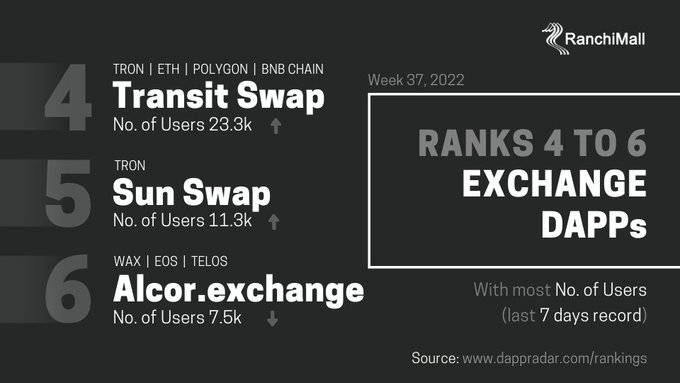 RanchiMall
Week 37, 2022
RANKS 4 TO 6
EXCHANGE
DAPPs
4
TRON | ETH | POLYGON | BNB CHAIN
Transit Swap
No. of Users 23.3k
5
TRON
Sun Swap
No. of Users 11.3k
6
WAX | EOS | TELOS
Alcor.exchange
No. of Users 7.5k
With most No. of Users
(last 7 days record)
Source: www.dappradar.com/rankings